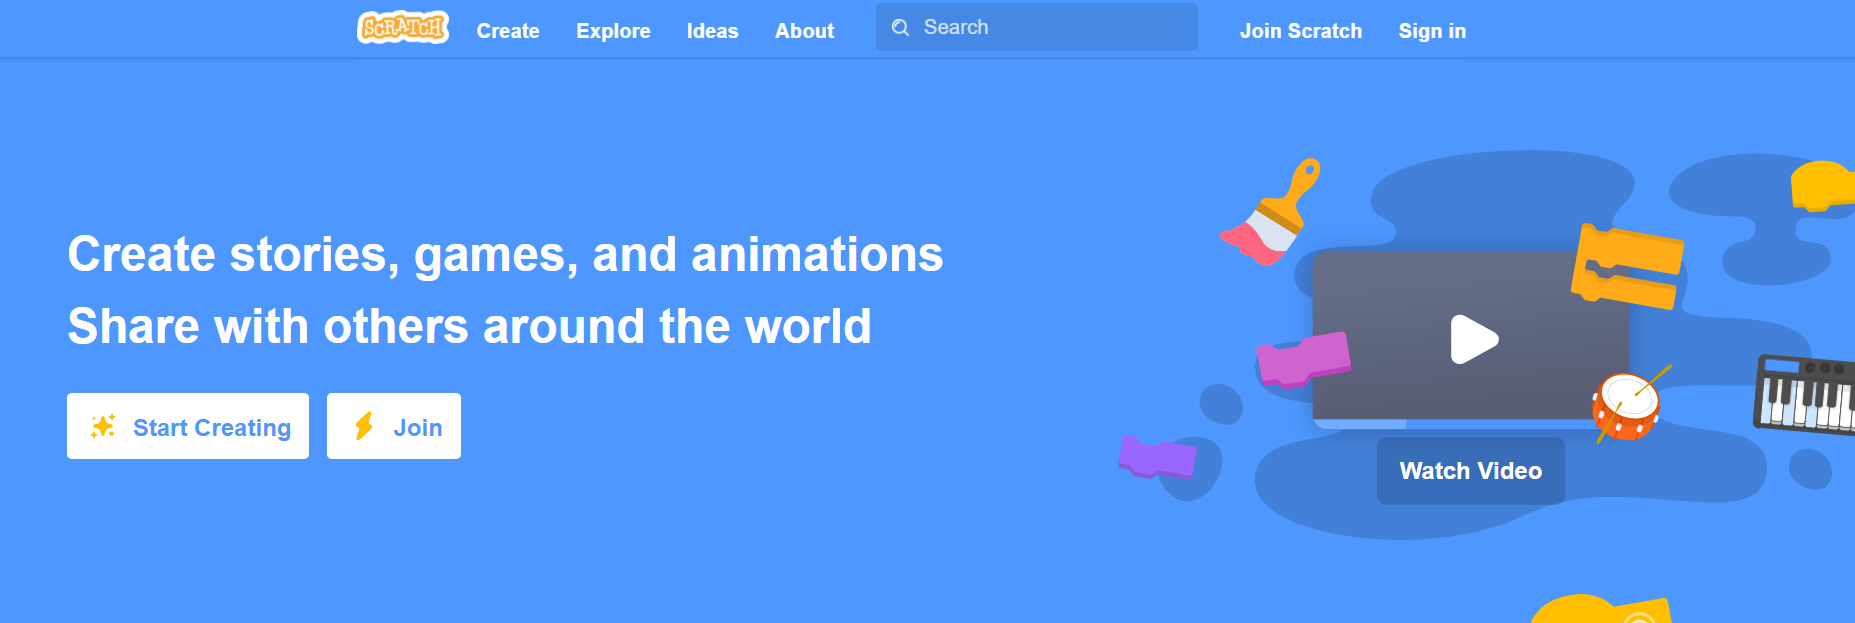 SCRATCH Create Explore Ideas About Search Join Scratch Sign in
Create stories, games, and animations
Share with others around the world
Start Creating Join
Watch Video